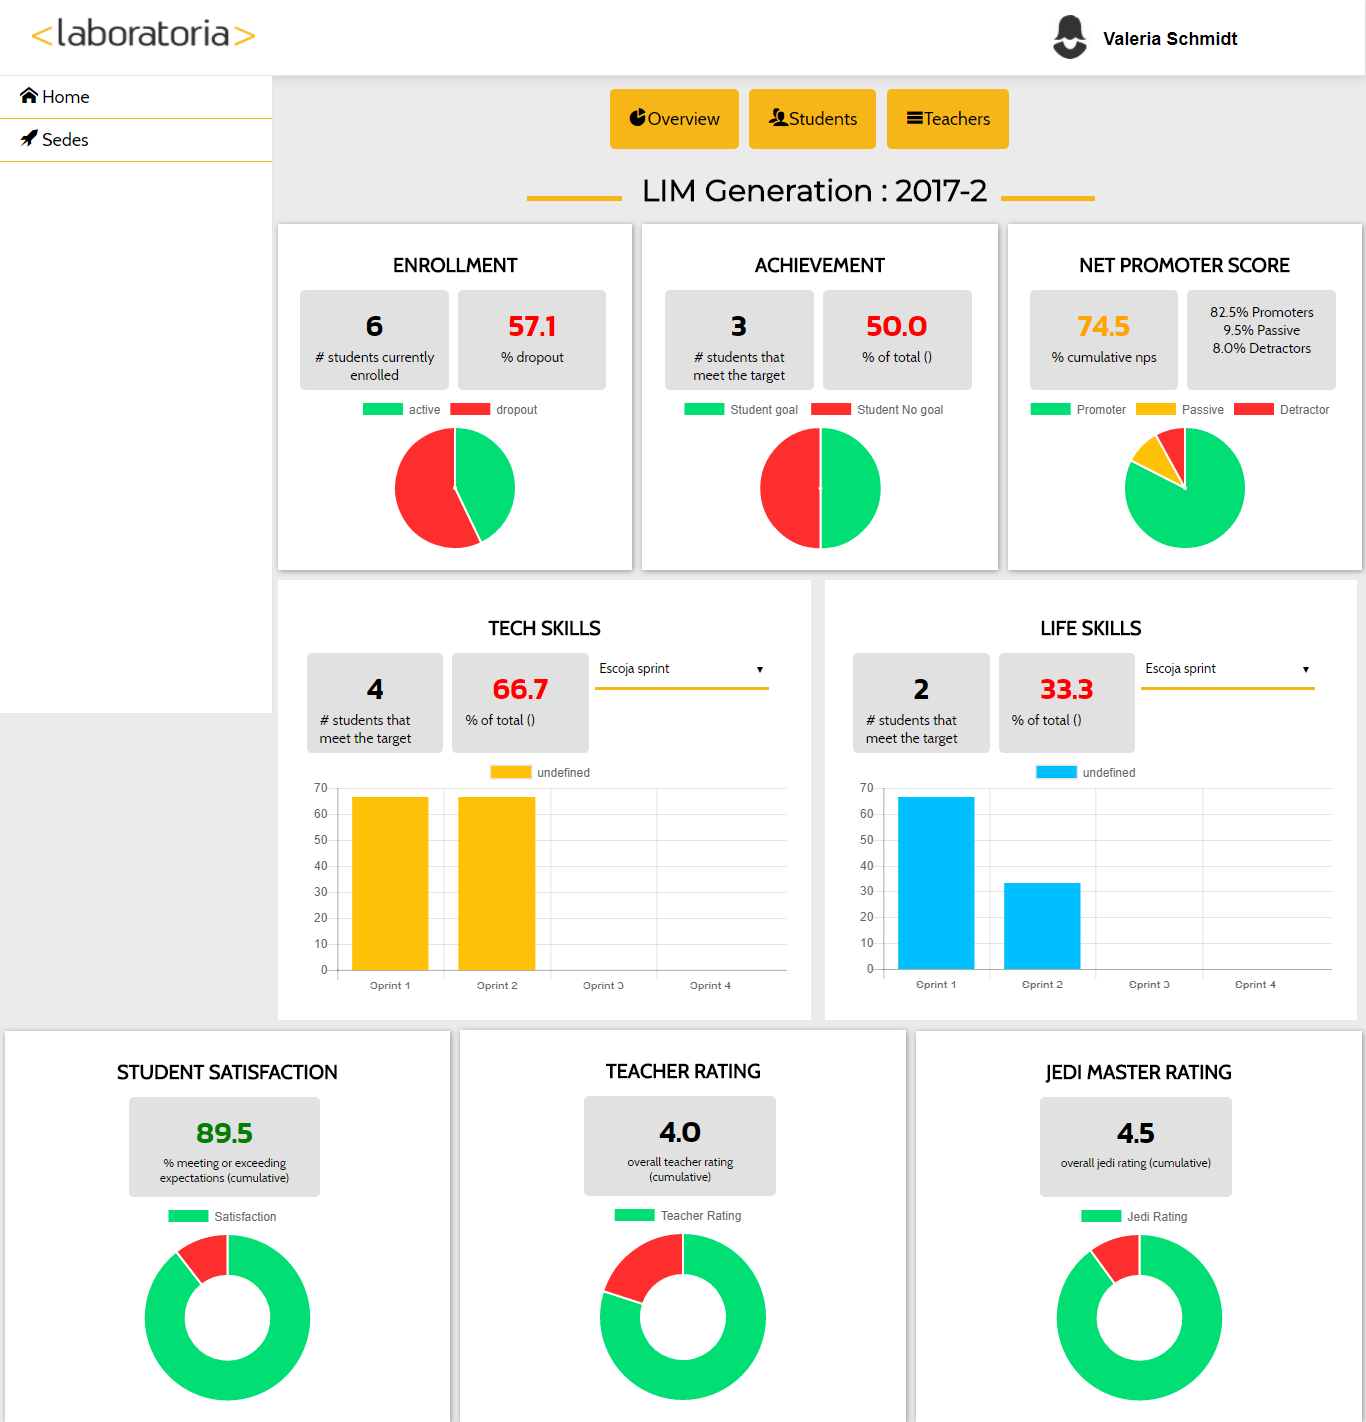 <laboratoria>
Valeria Schmidt
Home
Sedes
Overview
Students
Teachers
LIM Generation : 2017-2
ENROLLMENT
6
# students currently
enrolled
57.1
% dropout
active
dropout
ACHIEVEMENT
3
# students that
meet the target
50.0
% of total ()
Student goal
Student No goal
NET PROMOTER SCORE
74.5
% cumulative nps
82.5% Promoters
9.5% Passive
8.0% Detractors
Promoter
Passive
Detractor
TECH SKILLS
4
# students that
meet the target
66.7
% of total ()
Escoja sprint
undefined
70
60
50
40
30
20
10
0
Sprint 1
Sprint 2
Sprint 3
Sprint 4
LIFE SKILLS
2
# students that
meet the target
33.3
% of total ()
Escoja sprint
undefined
70
60
50
40
30
20
10
0
Sprint 1
Sprint 2
Sprint 3
Sprint 4
STUDENT SATISFACTION
89.5
% meeting or exceeding
expectations (cumulative)
Satisfaction
TEACHER RATING
4.0
overall teacher rating
(cumulative)
Teacher Rating
JEDI MASTER RATING
4.5
overall jedi rating (cumulative)
Jedi Rating